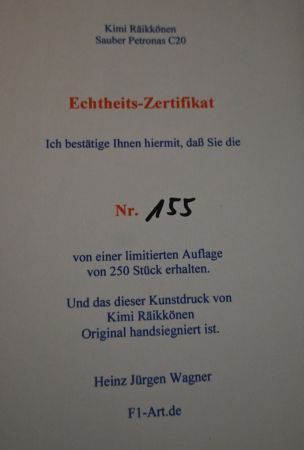 Kimi Räikkönen
Sauber Petronas C20
Echtheits-Zertifikat
Ich bestätige Ihnen hiermit, daß Sie die
Nr. 155
von einer limitierten Auflage
von 250 Stück erhalten.
Und das dieser Kunstdruck von
Kimi Räikkönen
Original handsiegniert ist.
Heinz Jürgen Wagner
F1-Art.de